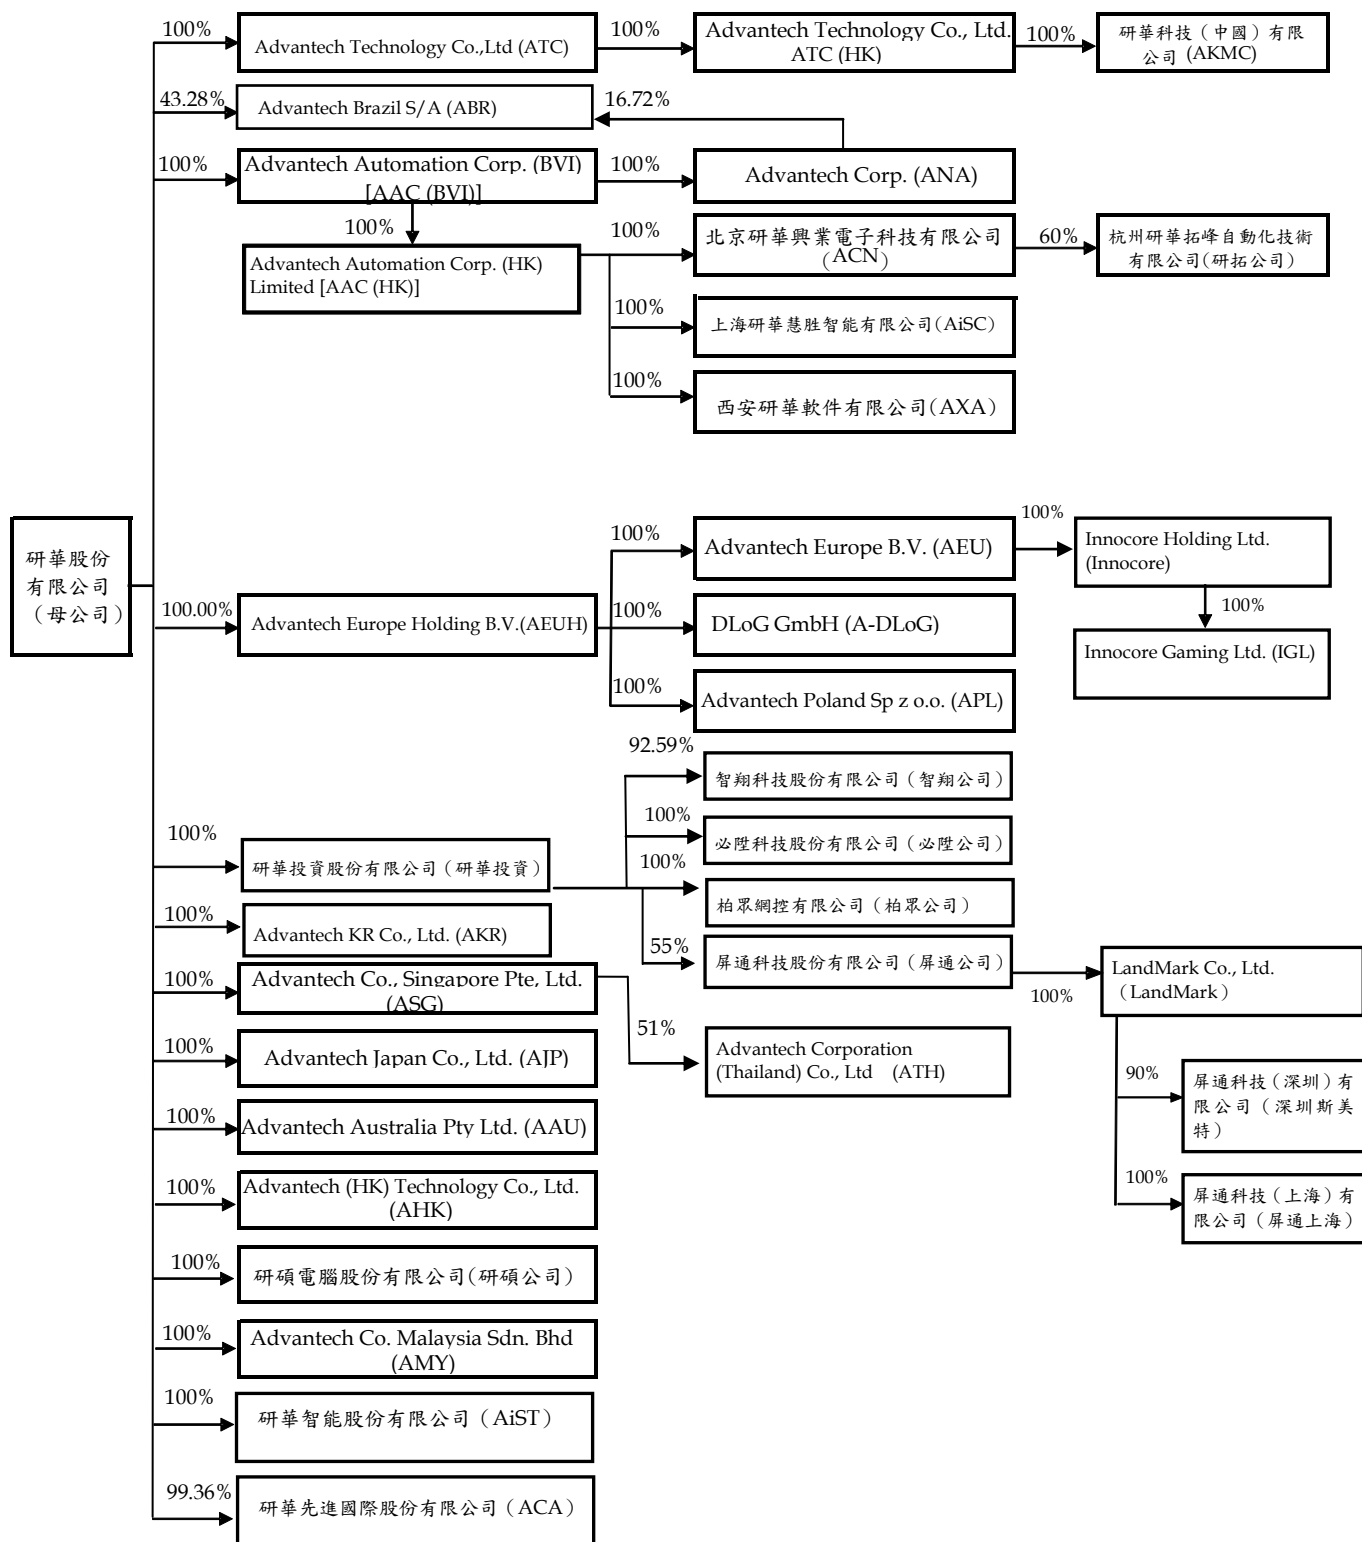 100%
Advantech Technology Co.,Ltd (ATC)
100%
Advantech Technology Co., Ltd.
ATC (HK)
100%
研華科技（中國）有限
公司 (AKMC)
43.28%
Advantech Brazil S/A (ABR)
16.72%
100%
Advantech Automation Corp. (BVI)
[AAC (BVI)]
100%
Advantech Corp. (ANA)
100%
Advantech Automation Corp. (HK)
Limited [AAC (HK)]
100%
北京研華興業電子科技有限公司
(ACN)
60%
杭州研華拓峰自動化技術
有限公司(研拓公司)
100%
上海研華慧胜智能有限公司(AiSC)
100%
西安研華軟件有限公司(AXA)
研華股份
有限公司
（母公司）
100.00%
Advantech Europe Holding B.V.(AEUH)
100%
Advantech Europe B.V. (AEU)
100%
Innocore Holding Ltd.
(Innocore)
100%
Innocore Gaming Ltd. (IGL)
100%
DLoG GmbH (A-DLoG)
100%
Advantech Poland Sp z o.o. (APL)
100%
研華投資股份有限公司（研華投資）
92.59%
智翔科技股份有限公司（智翔公司）
100%
必陞科技股份有限公司（必陞公司）
100%
柏眾網控有限公司（柏眾公司）
55%
屏通科技股份有限公司（屏通公司）
100%
LandMark Co., Ltd.
（LandMark）
90%
屏通科技（深圳）有
限公司（深圳斯美
特）
100%
屏通科技（上海）有
限公司（屏通上海）
100%
Advantech KR Co., Ltd. (AKR)
100%
Advantech Co., Singapore Pte, Ltd.
(ASG)
51%
Advantech Corporation
(Thailand) Co., Ltd (ATH)
100%
Advantech Japan Co., Ltd. (AJP)
100%
Advantech Australia Pty Ltd. (AAU)
100%
Advantech (HK) Technology Co., Ltd.
(AHK)
100%
研碩電腦股份有限公司(研碩公司)
100%
Advantech Co. Malaysia Sdn. Bhd
(AMY)
100%
研華智能股份有限公司（AiST）
99.36%
研華先進國際股份有限公司（ACA）